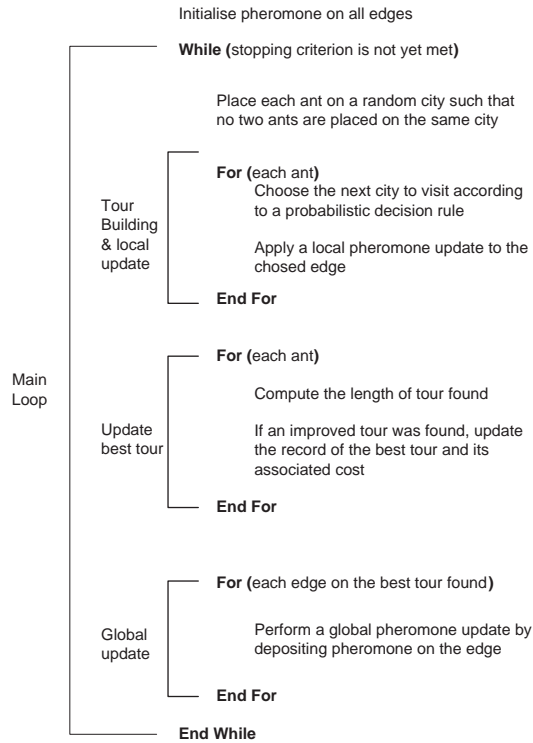 Initialise pheromone on all edges
While (stopping criterion is not yet met)
Place each ant on a random city such that
no two ants are placed on the same city
For (each ant)
Choose the next city to visit according
to a probabilistic decision rule
Tour
Building
& local
update
Apply a local pheromone update to the
chosed edge
End For
Main
Loop
For (each ant)
Compute the length of tour found
Update
best tour
If an improved tour was found, update
the record of the best tour and its
associated cost
End For
For (each edge on the best tour found)
Global
update
Perform a global pheromone update by
depositing pheromone on the edge
End For
End While